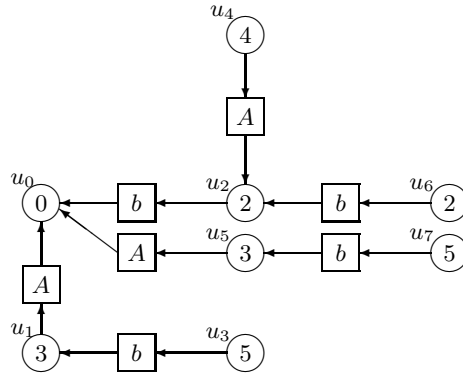 u₄
4
A
u₀ u₂ u₆
0 b 2 b 2
u₅ u₇
A 3 b 5
A
u₁ u₃
3 b 5